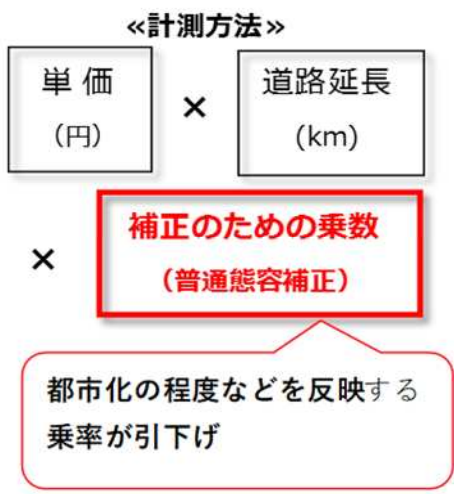 ≪計測方法≫
単価
（円）
×
道路延長
(km)
×
補正のための乗数
（普通態容補正）
都市化の程度などを反映する
乗率が引下げ